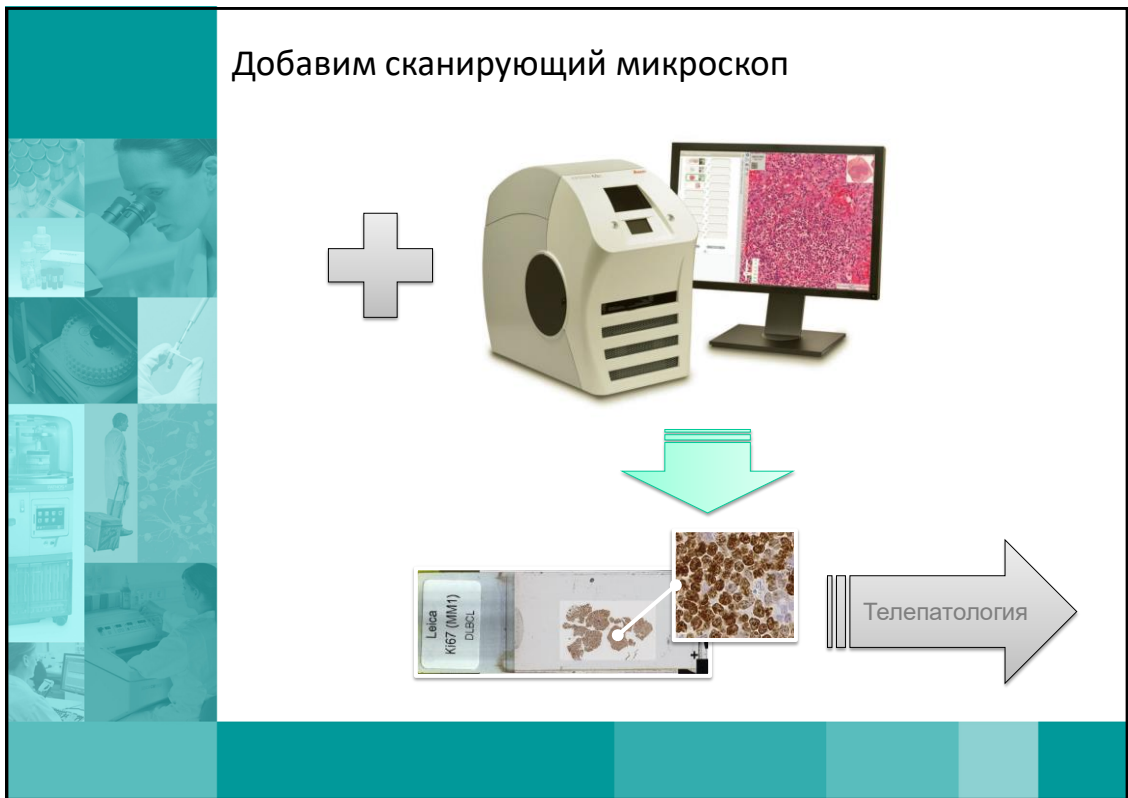 Добавим сканирующий микроскоп
Leica
Ki67 (MM1)
DLBCL
+
Телепатология